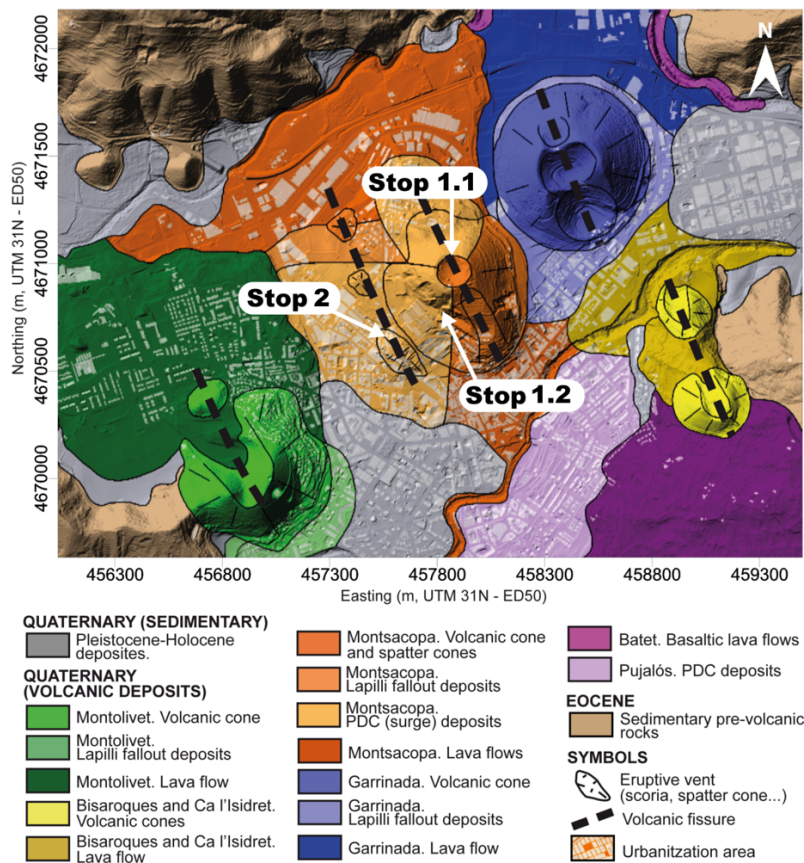 N
4672000
4671500
4671000
4670500
4670000
Northing (m, UTM 31N - ED50)
Stop 1.1
Stop 2
Stop 1.2
456300 456800 457300 457800 458300 458800 459300
Easting (m, UTM 31N - ED50)
QUATERNARY (SEDIMENTARY)
Pleistocene-Holocene
deposites.
QUATERNARY
(VOLCANIC DEPOSITS)
Montolivet. Volcanic cone
Montolivet.
Lapilli fallout deposits
Montolivet. Lava flow
Bisaroques and Ca l'Isidret.
Volcanic cones
Bisaroques and Ca l'Isidret.
Lava flow
Montsacopa. Volcanic cone
and spatter cones
Montsacopa.
Lapilli fallout deposits
Montsacopa.
PDC (surge) deposits
Montsacopa. Lava flows
Garrinada. Volcanic cone
Garrinada.
Lapilli fallout deposits
Garrinada. Lava flow
Batet. Basaltic lava flows
Pujalós. PDC deposits
EOCENE
Sedimentary pre-volcanic
rocks
SYMBOLS
Eruptive vent
(scoria, spatter cone...)
Volcanic fissure
Urbanitzation area